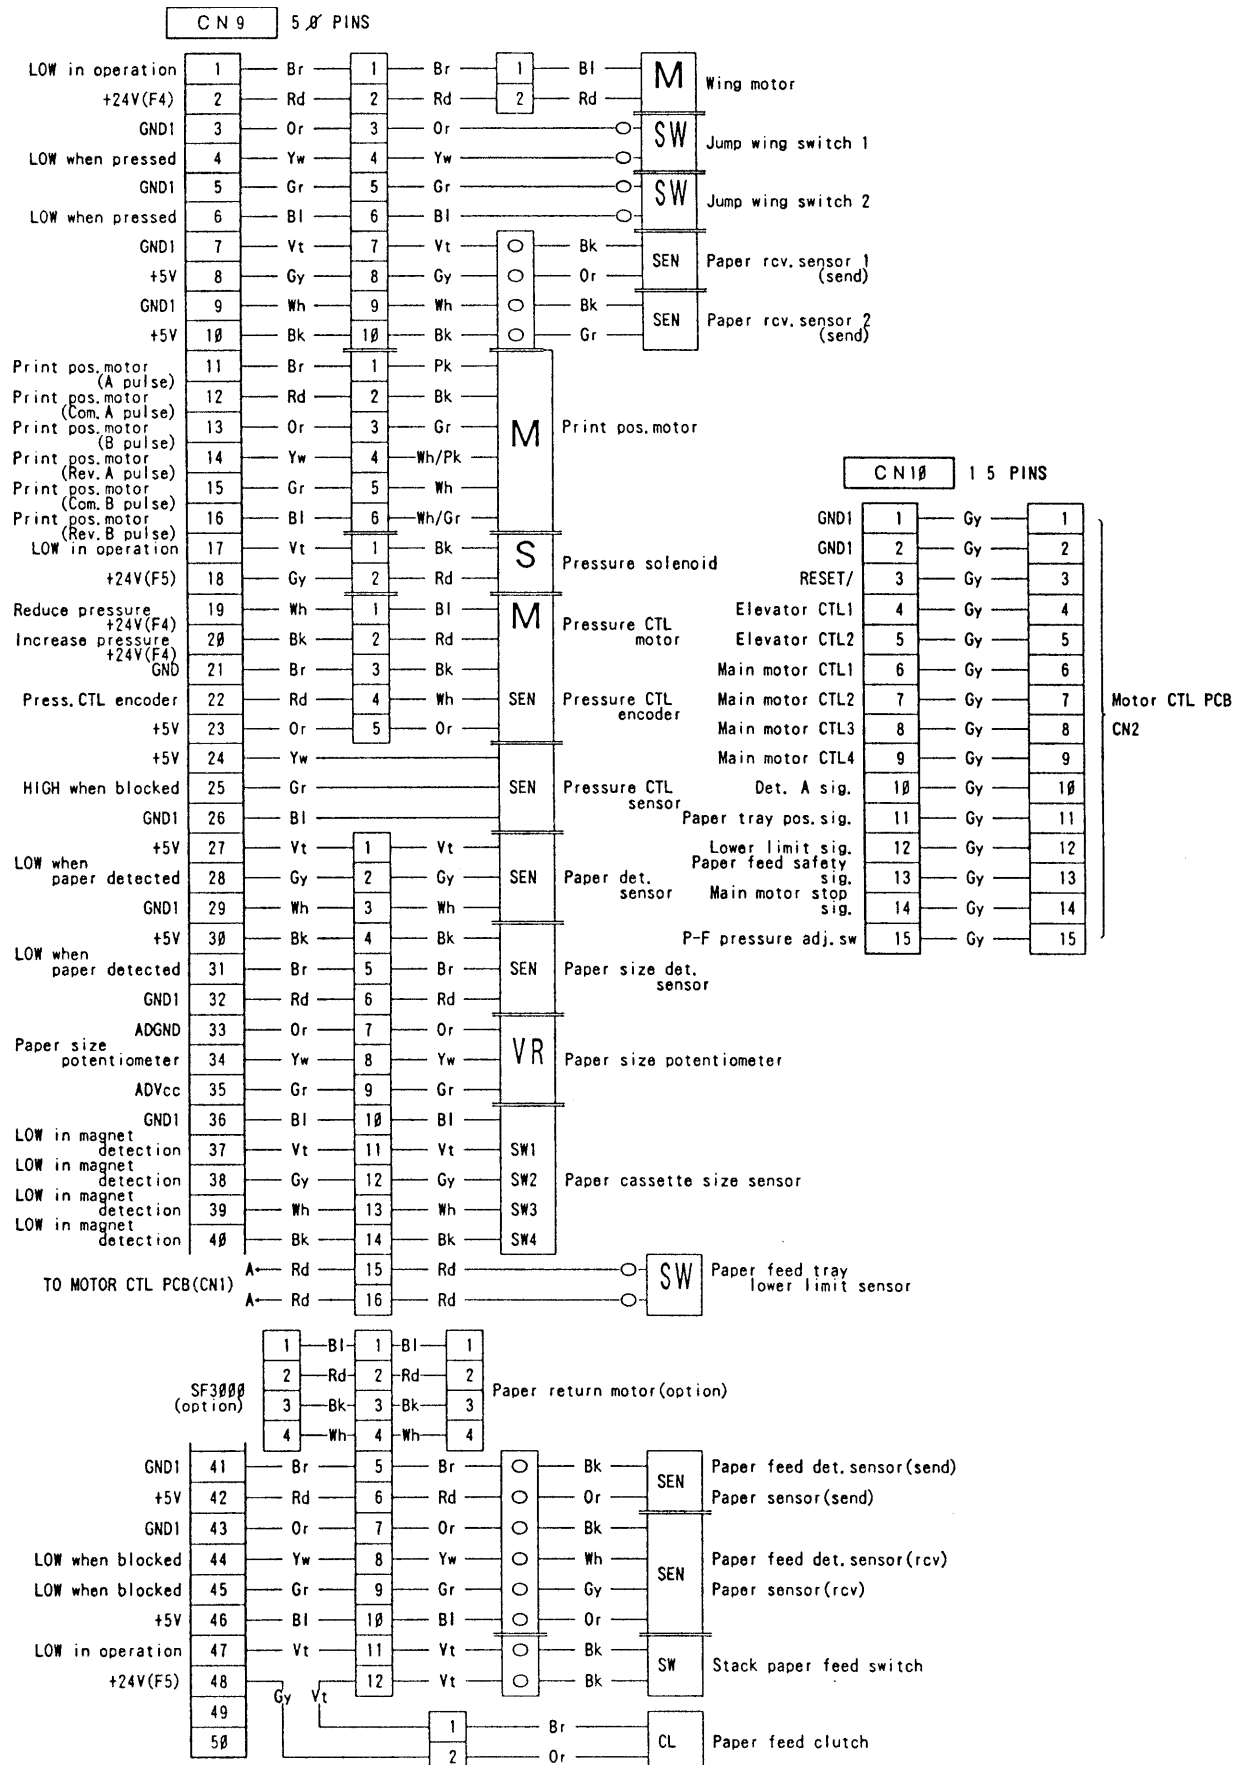 CN9 50 PINS
LOW in operation 1 Br 1 Br 1 Bl M Wing motor
+24V(F4) 2 Rd 2 Rd 2 Rd
GND1 3 Or 3 Or SW Jump wing switch 1
LOW when pressed 4 Yw 4 Yw
GND1 5 Gr 5 Gr SW Jump wing switch 2
LOW when pressed 6 Bl 6 Bl
GND1 7 Vt 7 Vt Bk SEN Paper rcv.sensor 1
+5V 8 Gy 8 Gy Or (send)
GND1 9 Wh 9 Wh Bk SEN Paper rcv.sensor 2
+5V 10 Bk 10 Bk Gr (send)
Print pos.motor 11 Br 1 Pk
(A pulse)
Print pos.motor 12 Rd 2 Bk
(Com.A pulse)
Print pos.motor 13 Or 3 Gr M Print pos.motor
(B pulse)
Print pos.motor 14 Yw 4 Wh/Pk
(Rev.A pulse)
Print pos.motor 15 Gr 5 Wh
(Com.B pulse)
Print pos.motor 16 Bl 6 Wh/Gr
(Rev.B pulse)
LOW in operation 17 Vt 1 Bk S Pressure solenoid
+24V(F5) 18 Gy 2 Rd
Reduce pressure 19 Wh 1 Bl M Pressure CTL
+24V(F4) motor
Increase pressure 20 Bk 2 Rd
+24V(F4)
GND 21 Br 3 Bk
Press.CTL encoder 22 Rd 4 Wh SEN Pressure CTL
encoder
+5V 23 Or 5 Or
+5V 24 Yw
HIGH when blocked 25 Gr SEN Pressure CTL
sensor
GND1 26 Bl
+5V 27 Vt 1 Vt
LOW when
paper detected 28 Gy 2 Gy SEN Paper det.
sensor
GND1 29 Wh 3 Wh
+5V 30 Bk 4 Bk
LOW when
paper detected 31 Br 5 Br SEN Paper size det.
sensor
GND1 32 Rd 6 Rd
ADGND 33 Or 7 Or
Paper size
potentiometer 34 Yw 8 Yw VR Paper size potentiometer
ADVcc 35 Gr 9 Gr
GND1 36 Bl 10 Bl
LOW in magnet
detection 37 Vt 11 Vt SW1
LOW in magnet
detection 38 Gy 12 Gy SW2 Paper cassette size sensor
LOW in magnet
detection 39 Wh 13 Wh SW3
LOW in magnet
detection 40 Bk 14 Bk SW4
TO MOTOR CTL PCB(CN1)
A Rd 15 Rd SW Paper feed tray
lower limit sensor
A Rd 16 Rd
1 Bl 1 Bl 1
2 Rd 2 Rd 2
SF3000
(option)
Paper return motor(option)
3 Bk 3 Bk 3
4 Wh 4 Wh 4
GND1 41 Br 5 Br Bk SEN Paper feed det.sensor(send)
+5V 42 Rd 6 Rd Or Paper sensor(send)
GND1 43 Or 7 Or Bk
LOW when blocked 44 Yw 8 Yw Wh SEN Paper feed det.sensor(rcv)
LOW when blocked 45 Gr 9 Gr Gy Paper sensor(rcv)
+5V 46 Bl 10 Bl Or
LOW in operation 47 Vt 11 Vt Bk SW Stack paper feed switch
+24V(F5) 48 12 Vt Bk
Gy Vt
49
1 Br CL Paper feed clutch
50
2 Or
CN10 15 PINS
GND1 1 Gy 1
GND1 2 Gy 2
RESET/ 3 Gy 3
Elevator CTL1 4 Gy 4
Elevator CTL2 5 Gy 5
Main motor CTL1 6 Gy 6
Main motor CTL2 7 Gy 7 Motor CTL PCB
Main motor CTL3 8 Gy 8 CN2
Main motor CTL4 9 Gy 9
Det. A sig. 10 Gy 10
Paper tray pos.sig. 11 Gy 11
Lower limit sig. 12 Gy 12
Paper feed safety
sig. 13 Gy 13
Main motor stop
sig. 14 Gy 14
P-F pressure adj.sw 15 Gy 15